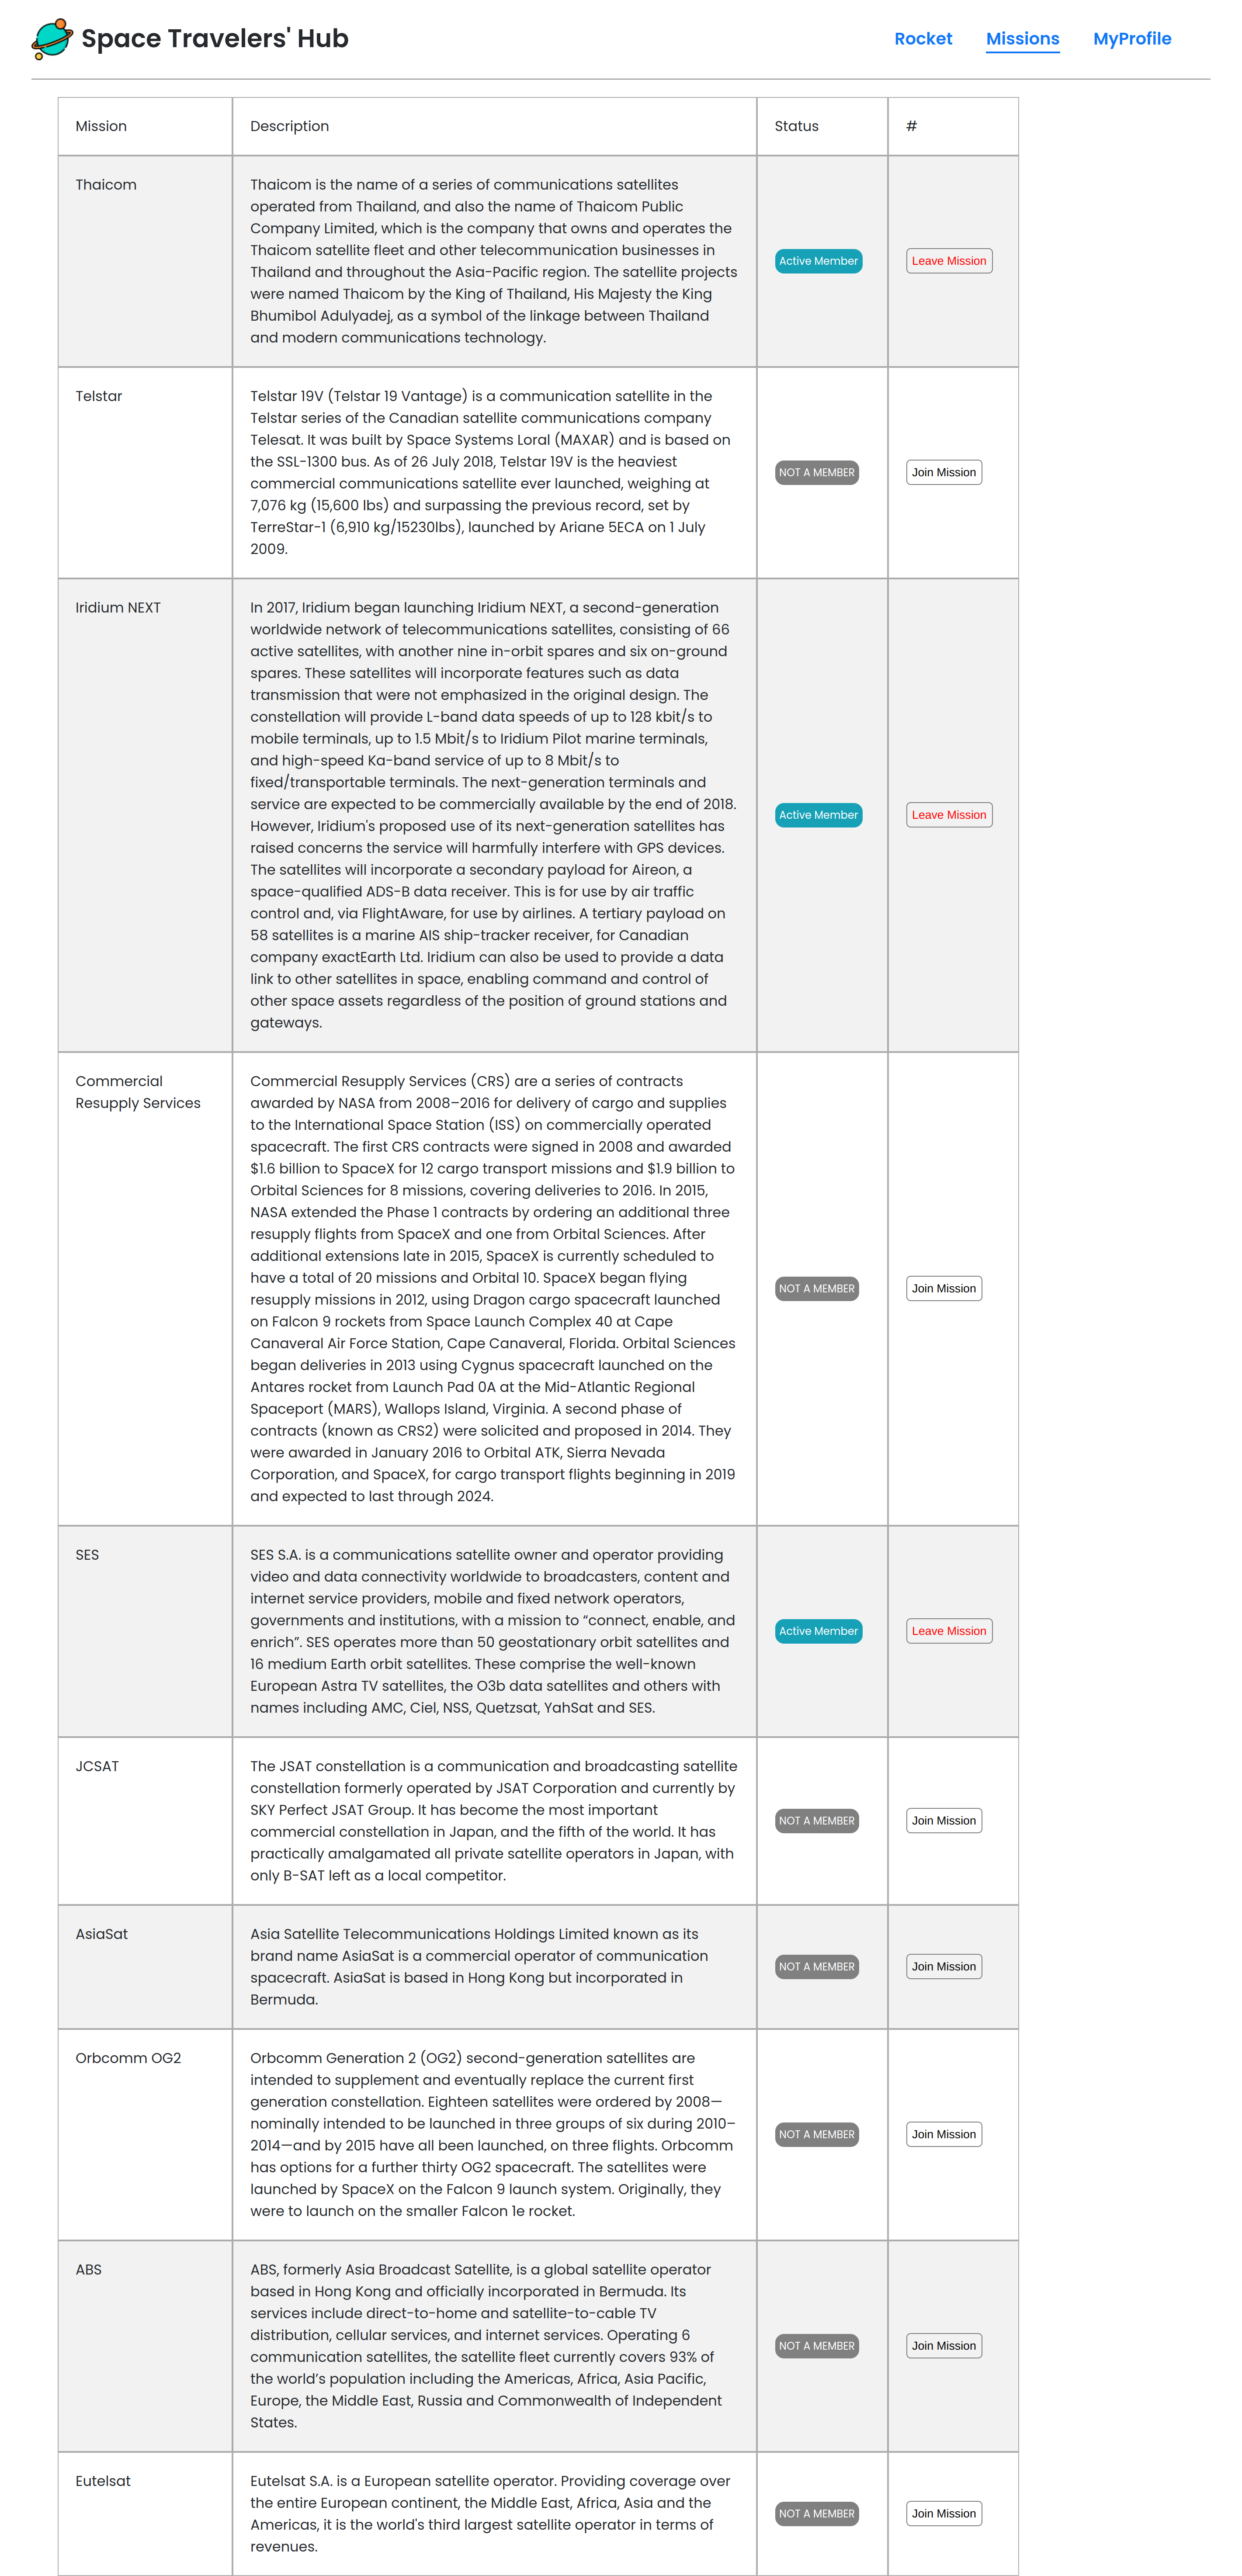 Space Travelers' Hub
Rocket Missions MyProfile
Mission Description Status #
Thaicom
Thaicom is the name of a series of communications satellites
operated from Thailand, and also the name of Thaicom Public
Company Limited, which is the company that owns and operates the
Thaicom satellite fleet and other telecommunication businesses in
Thailand and throughout the Asia-Pacific region. The satellite projects
were named Thaicom by the King of Thailand, His Majesty the King
Bhumibol Adulyadej, as a symbol of the linkage between Thailand
and modern communications technology.
Active Member
Leave Mission
Telstar
Telstar 19V (Telstar 19 Vantage) is a communication satellite in the
Telstar series of the Canadian satellite communications company
Telesat. It was built by Space Systems Loral (MAXAR) and is based on
the SSL-1300 bus. As of 26 July 2018, Telstar 19V is the heaviest
commercial communications satellite ever launched, weighing at
7,076 kg (15,600 lbs) and surpassing the previous record, set by
TerreStar-1 (6,910 kg/15230lbs), launched by Ariane 5ECA on 1 July
2009.
NOT A MEMBER
Join Mission
Iridium NEXT
In 2017, Iridium began launching Iridium NEXT, a second-generation
worldwide network of telecommunications satellites, consisting of 66
active satellites, with another nine in-orbit spares and six on-ground
spares. These satellites will incorporate features such as data
transmission that were not emphasized in the original design. The
constellation will provide L-band data speeds of up to 128 kbit/s to
mobile terminals, up to 1.5 Mbit/s to Iridium Pilot marine terminals,
and high-speed Ka-band service of up to 8 Mbit/s to
fixed/transportable terminals. The next-generation terminals and
service are expected to be commercially available by the end of 2018.
However, Iridium's proposed use of its next-generation satellites has
raised concerns the service will harmfully interfere with GPS devices.
The satellites will incorporate a secondary payload for Aireon, a
space-qualified ADS-B data receiver. This is for use by air traffic
control and, via FlightAware, for use by airlines. A tertiary payload on
58 satellites is a marine AIS ship-tracker receiver, for Canadian
company exactEarth Ltd. Iridium can also be used to provide a data
link to other satellites in space, enabling command and control of
other space assets regardless of the position of ground stations and
gateways.
Active Member
Leave Mission
Commercial
Resupply Services
Commercial Resupply Services (CRS) are a series of contracts
awarded by NASA from 2008–2016 for delivery of cargo and supplies
to the International Space Station (ISS) on commercially operated
spacecraft. The first CRS contracts were signed in 2008 and awarded
$1.6 billion to SpaceX for 12 cargo transport missions and $1.9 billion to
Orbital Sciences for 8 missions, covering deliveries to 2016. In 2015,
NASA extended the Phase 1 contracts by ordering an additional three
resupply flights from SpaceX and one from Orbital Sciences. After
additional extensions late in 2015, SpaceX is currently scheduled to
have a total of 20 missions and Orbital 10. SpaceX began flying
resupply missions in 2012, using Dragon cargo spacecraft launched
on Falcon 9 rockets from Space Launch Complex 40 at Cape
Canaveral Air Force Station, Cape Canaveral, Florida. Orbital Sciences
began deliveries in 2013 using Cygnus spacecraft launched on the
Antares rocket from Launch Pad 0A at the Mid-Atlantic Regional
Spaceport (MARS), Wallops Island, Virginia. A second phase of
contracts (known as CRS2) were solicited and proposed in 2014. They
were awarded in January 2016 to Orbital ATK, Sierra Nevada
Corporation, and SpaceX, for cargo transport flights beginning in 2019
and expected to last through 2024.
NOT A MEMBER
Join Mission
SES
SES S.A. is a communications satellite owner and operator providing
video and data connectivity worldwide to broadcasters, content and
internet service providers, mobile and fixed network operators,
governments and institutions, with a mission to “connect, enable, and
enrich”. SES operates more than 50 geostationary orbit satellites and
16 medium Earth orbit satellites. These comprise the well-known
European Astra TV satellites, the O3b data satellites and others with
names including AMC, Ciel, NSS, Quetzsat, YahSat and SES.
Active Member
Leave Mission
JCSAT
The JSAT constellation is a communication and broadcasting satellite
constellation formerly operated by JSAT Corporation and currently by
SKY Perfect JSAT Group. It has become the most important
commercial constellation in Japan, and the fifth of the world. It has
practically amalgamated all private satellite operators in Japan, with
only B-SAT left as a local competitor.
NOT A MEMBER
Join Mission
AsiaSat
Asia Satellite Telecommunications Holdings Limited known as its
brand name AsiaSat is a commercial operator of communication
spacecraft. AsiaSat is based in Hong Kong but incorporated in
Bermuda.
NOT A MEMBER
Join Mission
Orbcomm OG2
Orbcomm Generation 2 (OG2) second-generation satellites are
intended to supplement and eventually replace the current first
generation constellation. Eighteen satellites were ordered by 2008—
nominally intended to be launched in three groups of six during 2010–
2014—and by 2015 have all been launched, on three flights. Orbcomm
has options for a further thirty OG2 spacecraft. The satellites were
launched by SpaceX on the Falcon 9 launch system. Originally, they
were to launch on the smaller Falcon 1e rocket.
NOT A MEMBER
Join Mission
ABS
ABS, formerly Asia Broadcast Satellite, is a global satellite operator
based in Hong Kong and officially incorporated in Bermuda. Its
services include direct-to-home and satellite-to-cable TV
distribution, cellular services, and internet services. Operating 6
communication satellites, the satellite fleet currently covers 93% of
the world’s population including the Americas, Africa, Asia Pacific,
Europe, the Middle East, Russia and Commonwealth of Independent
States.
NOT A MEMBER
Join Mission
Eutelsat
Eutelsat S.A. is a European satellite operator. Providing coverage over
the entire European continent, the Middle East, Africa, Asia and the
Americas, it is the world's third largest satellite operator in terms of
revenues.
NOT A MEMBER
Join Mission